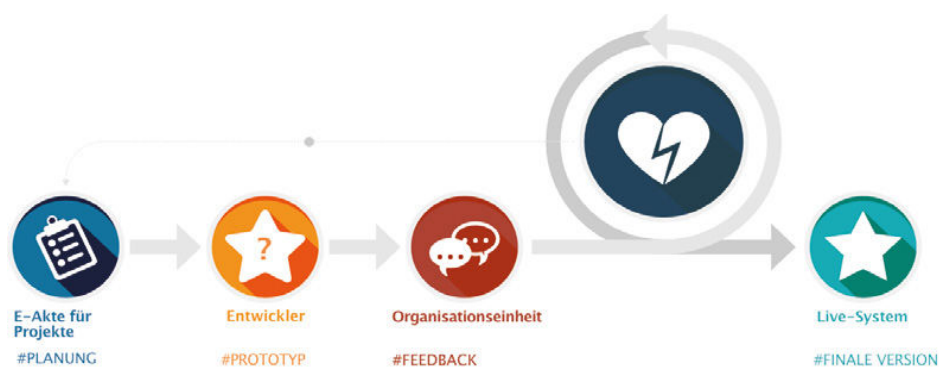 ?
E-Akte für
Projekte
#PLANUNG
Entwickler
#PROTOTYP
Organisationseinheit
#FEEDBACK
Live-System
#FINALE VERSION